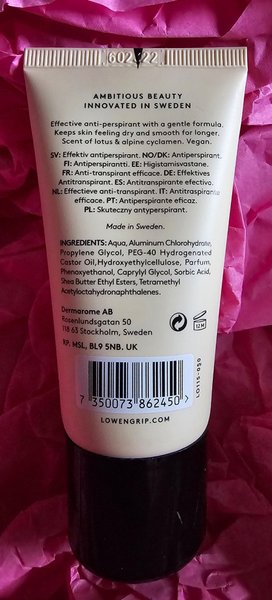 602122
AMBITIOUS BEAUTY
INNOVATED IN SWEDEN
Effective anti-perspirant with a gentle formula.
Keeps skin feeling dry and smooth for longer.
Scent of lotus & alpine cyclamen. Vegan.
SV: Effektiv antiperspirant. NO/DK: Antiperspirant.
FI: Antiperspirantti. EE: Higistamisvastane.
FR: Anti-transpirant efficace. DE: Effektives
Antitranspirant. ES: Antitranspirante efectivo.
NL: Effectieve anti-transpirant. IT: Antitraspirante
efficace. PT: Antiperspirante eficaz.
PL: Skuteczny antyperspirant.
Made in Sweden.
INGREDIENTS: Aqua, Aluminum Chlorohydrate,
Propylene Glycol, PEG-40 Hydrogenated
Castor Oil, Hydroxyethylcellulose, Parfum,
Phenoxyethanol, Caprylyl Glycol, Sorbic Acid,
Shea Butter Ethyl Esters, Tetramethyl
Acetyloctahydronaphthalenes.
Dermarome AB
Rosenlundsgatan 50
118 63 Stockholm, Sweden
12 M
RP. MSL, BL9 5NB. UK
LO115-030
7 350073 862450
LOWENGRIP.COM